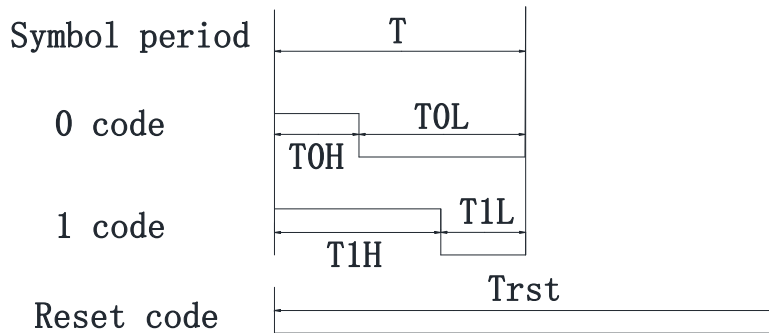 Symbol period
T
0 code
T0L
T0H
1 code
T1L
T1H
Trst
Reset code